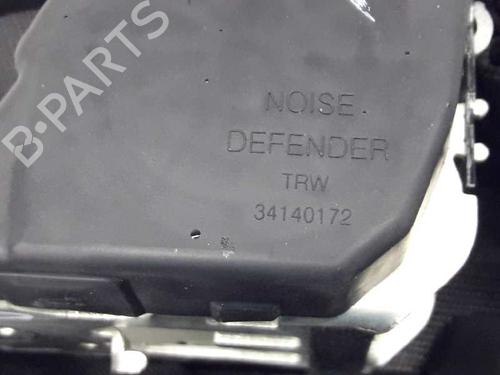 B-PARTS
NOISE
DEFENDER
TRW
34140172